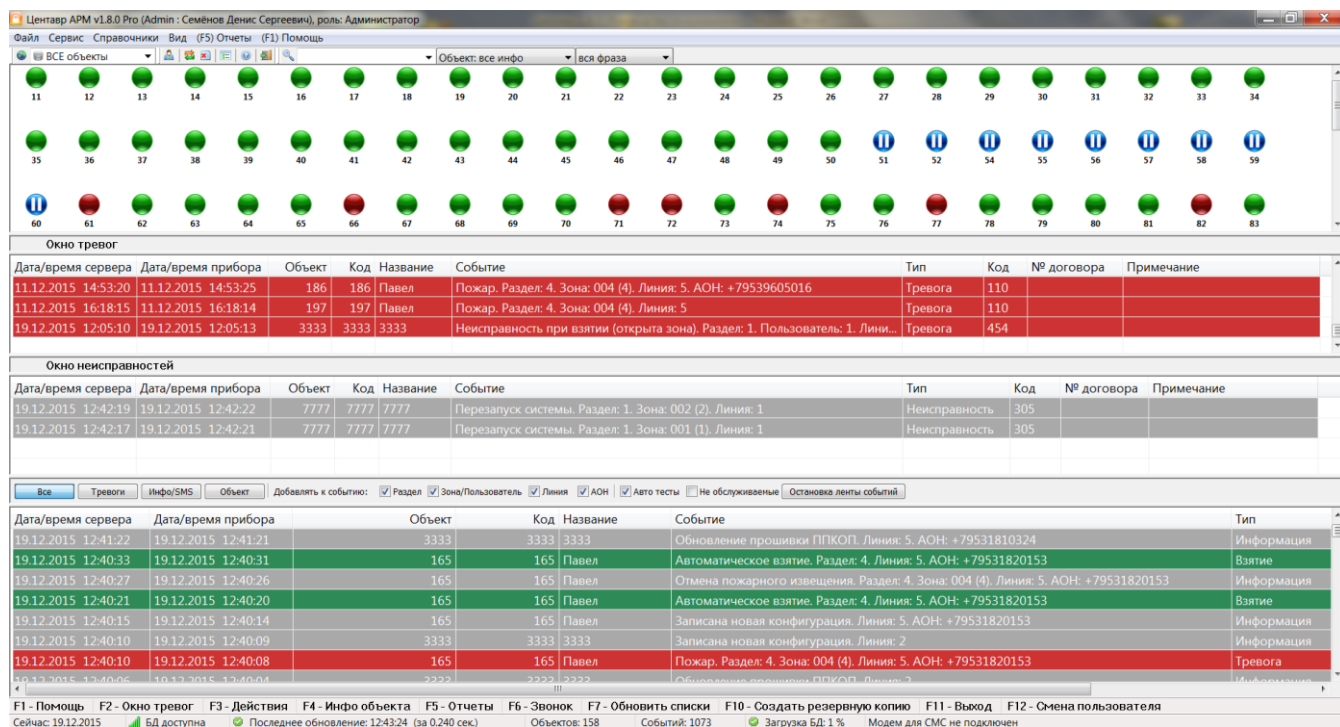 Центавр АРМ v1.8.0 Pro (Admin : Семёнов Денис Сергеевич), роль: Администратор
Файл Сервис Справочники Вид (F5) Отчеты (F1) Помощь
ВСЕ объекты Объект: все инфо вся фраза
11 12 13 14 15 16 17 18 19 20 21 22 23 24 25 26 27 28 29 30 31 32 33 34
35 36 37 38 39 40 41 42 43 44 45 46 47 48 49 50 51 52 54 55 56 57 58 59
60 61 62 63 64 65 66 67 68 69 70 71 72 73 74 75 76 77 78 79 80 81 82 83
Окно тревог
Дата/время сервера Дата/время прибора Объект Код Название Событие Тип Код № договора Примечание
11.12.2015 14:53:20 11.12.2015 14:53:25 186 186 Павел Пожар. Раздел: 4. Зона: 004 (4). Линия: 5. АОН: +79539605016 Тревога 110
11.12.2015 16:18:15 11.12.2015 16:18:14 197 197 Павел Пожар. Раздел: 4. Зона: 004 (4). Линия: 5 Тревога 110
19.12.2015 12:05:10 19.12.2015 12:05:13 3333 3333 3333 Неисправность при взятии (открыта зона). Раздел: 1. Пользователь: 1. Лини... Тревога 454
Окно неисправностей
Дата/время сервера Дата/время прибора Объект Код Название Событие Тип Код № договора Примечание
19.12.2015 12:42:19 19.12.2015 12:42:22 7777 7777 7777 Перезапуск системы. Раздел: 1. Зона: 002 (2). Линия: 1 Неисправность 305
19.12.2015 12:42:17 19.12.2015 12:42:21 7777 7777 7777 Перезапуск системы. Раздел: 1. Зона: 001 (1). Линия: 1 Неисправность 305
Все Тревоги Инфо/SMS Объект Добавлять к событию: Раздел Зона/Пользователь Линия АОН Авто тесты Не обслуживаемые Остановка ленты событий
Дата/время сервера Дата/время прибора Объект Код Название Событие Тип
19.12.2015 12:41:22 19.12.2015 12:41:21 3333 3333 3333 Обновление прошивки ППКОП. Линия: 5. АОН: +79531810324 Информация
19.12.2015 12:40:33 19.12.2015 12:40:31 165 165 Павел Автоматическое взятие. Раздел: 4. Линия: 5. АОН: +79531820153 Взятие
19.12.2015 12:40:27 19.12.2015 12:40:26 165 165 Павел Отмена пожарного извещения. Раздел: 4. Зона: 004 (4). Линия: 5. АОН: +79531820153 Информация
19.12.2015 12:40:21 19.12.2015 12:40:20 165 165 Павел Автоматическое взятие. Раздел: 4. Линия: 5. АОН: +79531820153 Взятие
19.12.2015 12:40:15 19.12.2015 12:40:14 165 165 Павел Записана новая конфигурация. Линия: 5. АОН: +79531820153 Информация
19.12.2015 12:40:10 19.12.2015 12:40:09 3333 3333 3333 Записана новая конфигурация. Линия: 2 Информация
19.12.2015 12:40:10 19.12.2015 12:40:08 165 165 Павел Пожар. Раздел: 4. Зона: 004 (4). Линия: 5. АОН: +79531820153 Тревога
19.12.2015 12:40:06 19.12.2015 12:40:04 3333 3333 3333 Обновление прошивки ППКОП. Линия: 2 Информация
F1 - Помощь F2 - Окно тревог F3 - Действия F4 - Инфо объекта F5 - Отчеты F6 - Звонок F7 - Обновить списки F10 - Создать резервную копию F11 - Выход F12 - Смена пользователя
Сейчас: 19.12.2015 БД доступна Последнее обновление: 12:43:24 (за 0,240 сек.) Объектов: 158 Событий: 1073 Загрузка БД: 1 % Модем для СМС не подключен